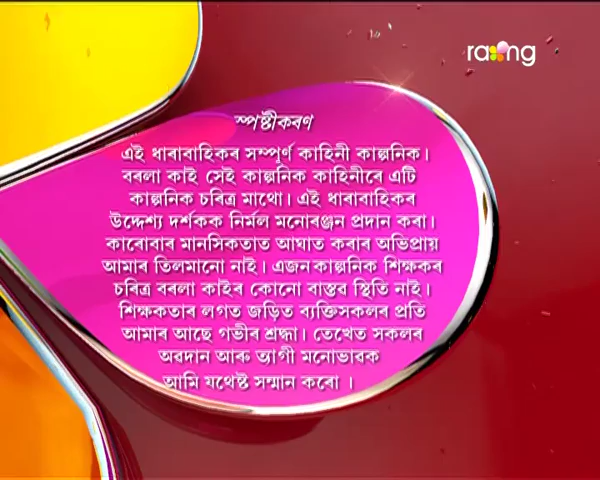 rang
স্পষ্টীকৰণ
এই ধাৰাবাহিকৰ সম্পূৰ্ণ কাহিনী কাল্পনিক।
বৰলা কাই সেই কাল্পনিক কাহিনীৰে এটি
কাল্পনিক চৰিত্ৰ মাথো। এই ধাৰাবাহিকৰ
উদ্দেশ্য দৰ্শকক নিৰ্মল মনোৰঞ্জন প্ৰদান কৰা।
কাৰোবাৰ মানসিকতাত আঘাত কৰাৰ অভিপ্ৰায়
আমাৰ তিলমানো নাই। এজন কাল্পনিক শিক্ষকৰ
চৰিত্ৰ বৰলা কাইৰ কোনো বাস্তৱ স্থিতি নাই।
শিক্ষকতাৰ লগত জড়িত ব্যক্তিসকলৰ প্ৰতি
আমাৰ আছে গভীৰ শ্ৰদ্ধা। তেখেত সকলৰ
অৱদান আৰু ত্যাগী মনোভাৱক
আমি যথেষ্ট সন্মান কৰো ।